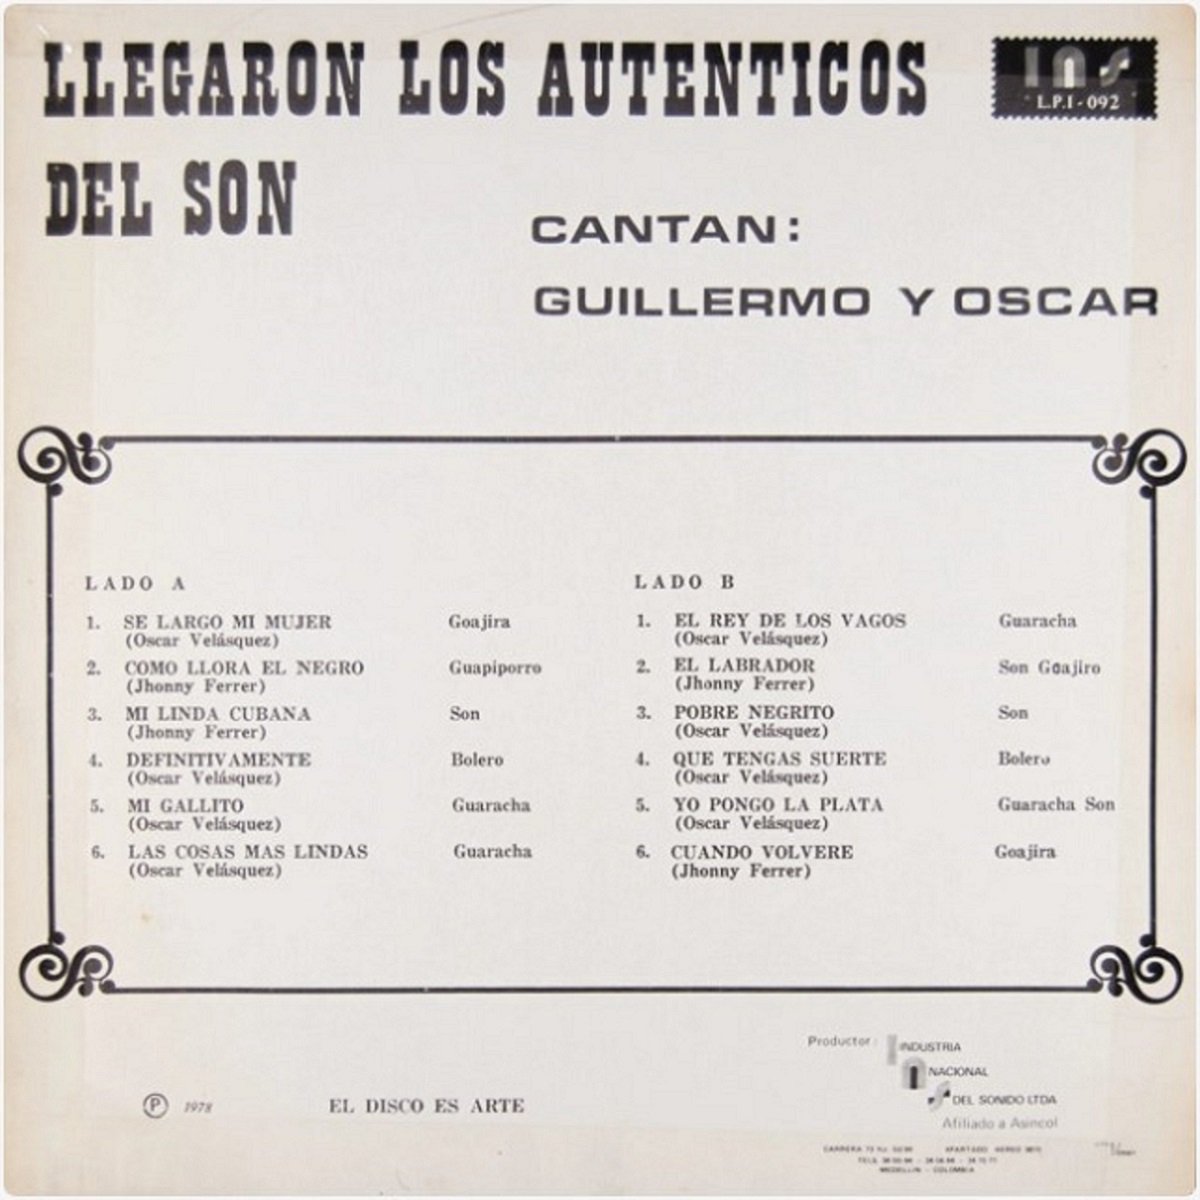 LLEGARON LOS AUTENTICOS
INS
L.P.I-092
DEL SON
CANTAN:
GUILLERMO Y OSCAR
LADO A
1. SE LARGO MI MUJER Goajira
(Oscar Velásquez)
2. COMO LLORA EL NEGRO Guapiporro
(Jhonny Ferrer)
3. MI LINDA CUBANA Son
(Jhonny Ferrer)
4. DEFINITIVAMENTE Bolero
(Oscar Velásquez)
5. MI GALLITO Guaracha
(Oscar Velásquez)
6. LAS COSAS MAS LINDAS Guaracha
(Oscar Velásquez)
LADO B
1. EL REY DE LOS VAGOS Guaracha
(Oscar Velásquez)
2. EL LABRADOR Son Goajiro
(Jhonny Ferrer)
3. POBRE NEGRITO Son
(Oscar Velásquez)
4. QUE TENGAS SUERTE Bolero
(Oscar Velásquez)
5. YO PONGO LA PLATA Guaracha Son
(Oscar Velásquez)
6. CUANDO VOLVERE Goajira
(Jhonny Ferrer)
Productor: INDUSTRIA
NACIONAL
DEL SONIDO LTDA
Afiliado a Asincol
Ⓟ 1978 EL DISCO ES ARTE
CARRERA APARTADO AEREO
TELS.
MEDELLIN - COLOMBIA